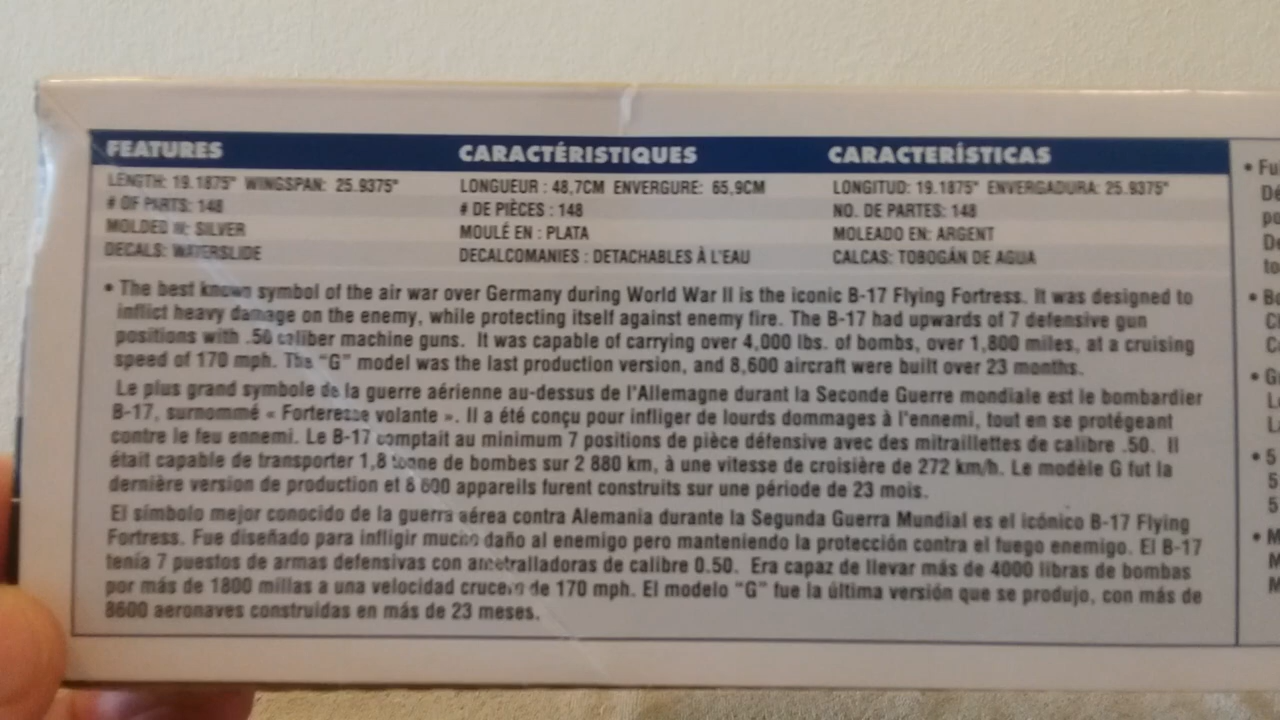 FEATURES
LENGTH: 19.1875" WINGSPAN: 25.9375"
# OF PARTS: 148
MOLDED IN: SILVER
DECALS: WATERSLIDE
CARACTÉRISTIQUES
LONGUEUR : 48,7CM ENVERGURE: 65,9CM
# DE PIÈCES : 148
MOULÉ EN : PLATA
DECALCOMANIES : DETACHABLES À L'EAU
CARACTERÍSTICAS
LONGITUD: 19.1875" ENVERGADURA: 25.9375"
NO. DE PARTES: 148
MOLEADO EN: ARGENT
CALCAS: TOBOGÁN DE AGUA
• The best known symbol of the air war over Germany during World War II is the iconic B-17 Flying Fortress. It was designed to
inflict heavy damage on the enemy, while protecting itself against enemy fire. The B-17 had upwards of 7 defensive gun
positions with .50 caliber machine guns. It was capable of carrying over 4,000 lbs. of bombs, over 1,800 miles, at a cruising
speed of 170 mph. The "G" model was the last production version, and 8,600 aircraft were built over 23 months.
Le plus grand symbole de la guerre aérienne au-dessus de l'Allemagne durant la Seconde Guerre mondiale est le bombardier
B-17, surnommé « Forteresse volante ». Il a été conçu pour infliger de lourds dommages à l'ennemi, tout en se protégeant
contre le feu ennemi. Le B-17 comptait au minimum 7 positions de pièce défensive avec des mitraillettes de calibre .50. Il
était capable de transporter 1,8 tonne de bombes sur 2 880 km, à une vitesse de croisière de 272 km/h. Le modèle G fut la
dernière version de production et 8 600 appareils furent construits sur une période de 23 mois.
El símbolo mejor conocido de la guerra aérea contra Alemania durante la Segunda Guerra Mundial es el icónico B-17 Flying
Fortress. Fue diseñado para infligir mucho daño al enemigo pero manteniendo la protección contra el fuego enemigo. El B-17
tenía 7 puestos de armas defensivas con ametralladoras de calibre 0.50. Era capaz de llevar más de 4000 libras de bombas
por más de 1800 millas a una velocidad crucero de 170 mph. El modelo "G" fue la última versión que se produjo, con más de
8600 aeronaves construidas en más de 23 meses.
• 5
5
5